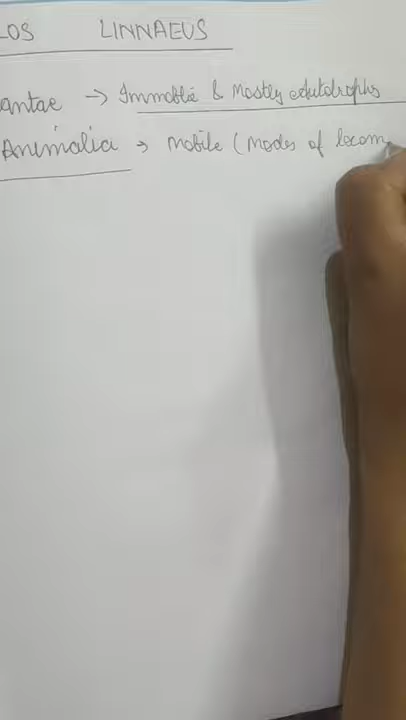 LOS LINNAEUS
antae → Immobile & Mostly autotrophs
Animalia → Mobile (Modes of locom